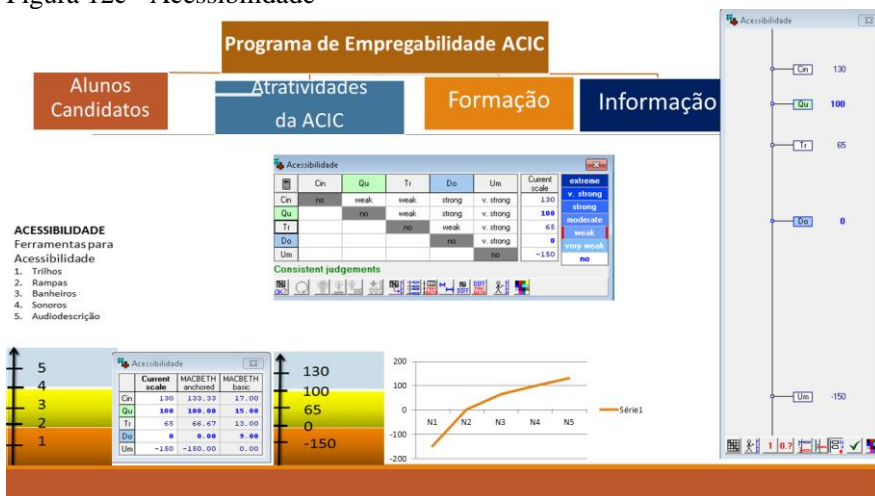 Figura 12c - Acessibilidade
Programa de Empregabilidade ACIC
Alunos
Candidatos
Atratividades
da ACIC
Formação
Informação
Acessibilidade
Cin 130
Qu 100
Tr 65
Do 0
Um -150
1 0.?
Acessibilidade
Cin Qu Tr Do Um Current scale
Cin no weak weak strong v. strong 130
Qu no weak strong v. strong 100
Tr no weak v. strong 65
Do no v. strong 0
Um no -150
extreme
v. strong
strong
moderate
weak
very weak
no
Consistent judgements
ACESSIBILIDADE
Ferramentas para
Acessibilidade
1. Trilhos
2. Rampas
3. Banheiros
4. Sonoros
5. Audiodescrição
5
4
3
2
1
Acessibilidade
Current scale MACBETH anchored MACBETH basic
Cin 130 133.33 17.00
Qu 100 100.00 15.00
Tr 65 66.67 13.00
Do 0 0.00 9.00
Um -150 -150.00 0.00
130
100
65
0
-150
200
100
0
-100
-200
N1 N2 N3 N4 N5
Série1